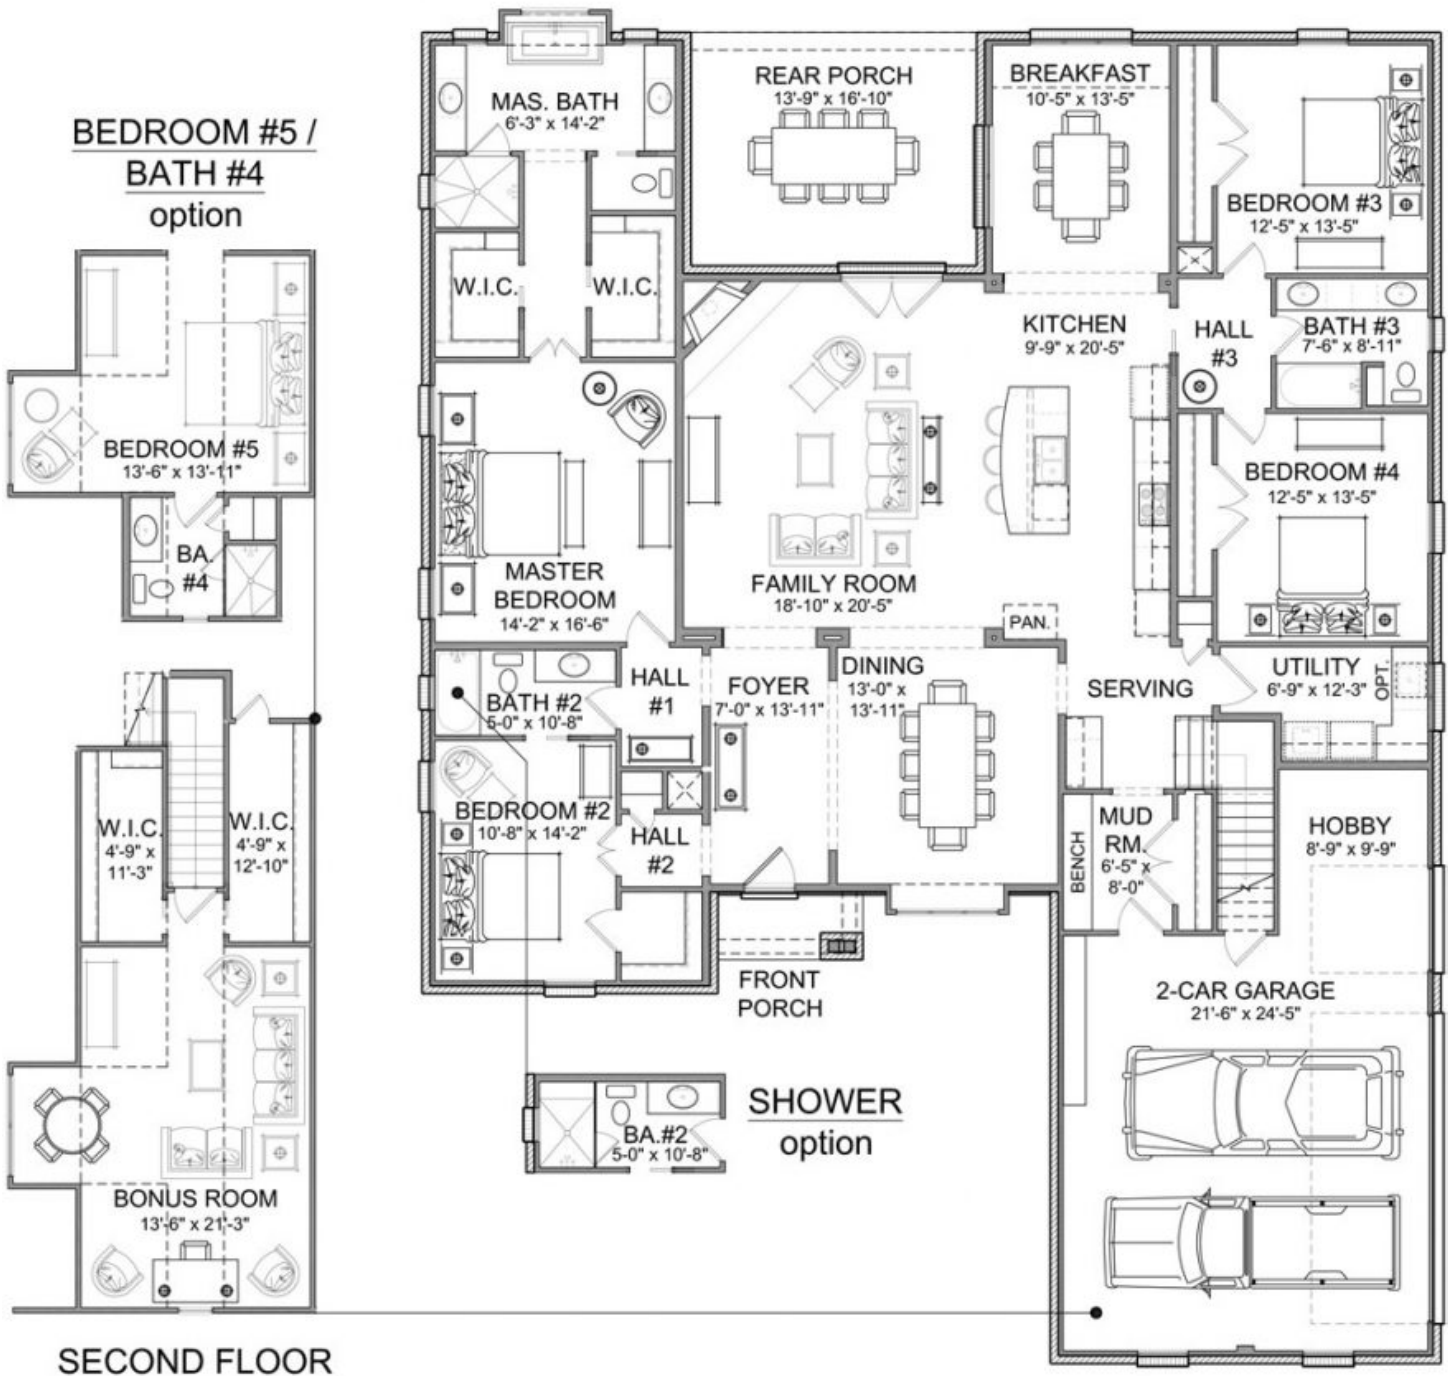 BEDROOM #5 /
BATH #4
option
BEDROOM #5
13'-6" x 13'-11"
BA.
#4
W.I.C.
4'-9" x
11'-3"
W.I.C.
4'-9" x
12'-10"
BONUS ROOM
13'-6" x 21'-3"
SECOND FLOOR
MAS. BATH
6'-3" x 14'-2"
W.I.C.
W.I.C.
MASTER
BEDROOM
14'-2" x 16'-6"
BATH #2
5'-0" x 10'-8"
HALL
#1
BEDROOM #2
10'-8" x 14'-2"
HALL
#2
REAR PORCH
13'-9" x 16'-10"
BREAKFAST
10'-5" x 13'-5"
BEDROOM #3
12'-5" x 13'-5"
KITCHEN
9'-9" x 20'-5"
HALL
#3
BATH #3
7'-6" x 8'-11"
BEDROOM #4
12'-5" x 13'-5"
FAMILY ROOM
18'-10" x 20'-5"
PAN.
FOYER
7'-0" x 13'-11"
DINING
13'-0" x
13'-11"
SERVING
UTILITY
6'-9" x 12'-3"
OPT.
BENCH
MUD
RM.
6'-5" x
8'-0"
HOBBY
8'-9" x 9'-9"
FRONT
PORCH
2-CAR GARAGE
21'-6" x 24'-5"
BA.#2
5'-0" x 10'-8"
SHOWER
option